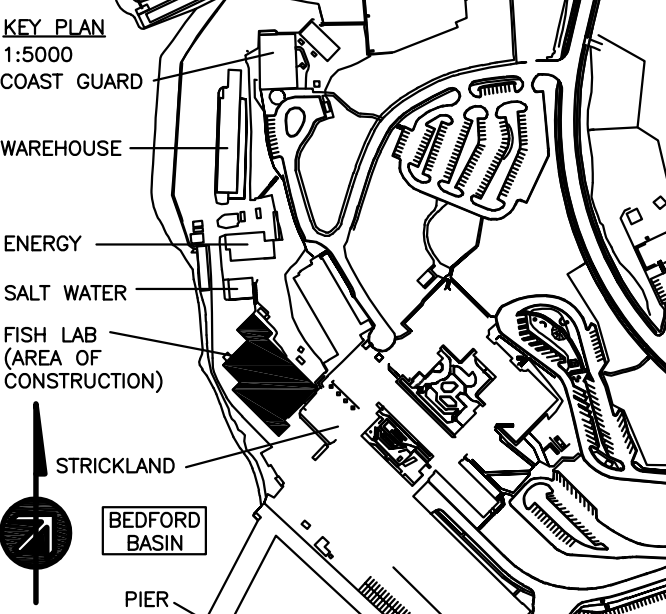 KEY PLAN
1:5000
COAST GUARD
WAREHOUSE
ENERGY
SALT WATER
FISH LAB
(AREA OF
CONSTRUCTION)
STRICKLAND
BEDFORD
BASIN
PIER